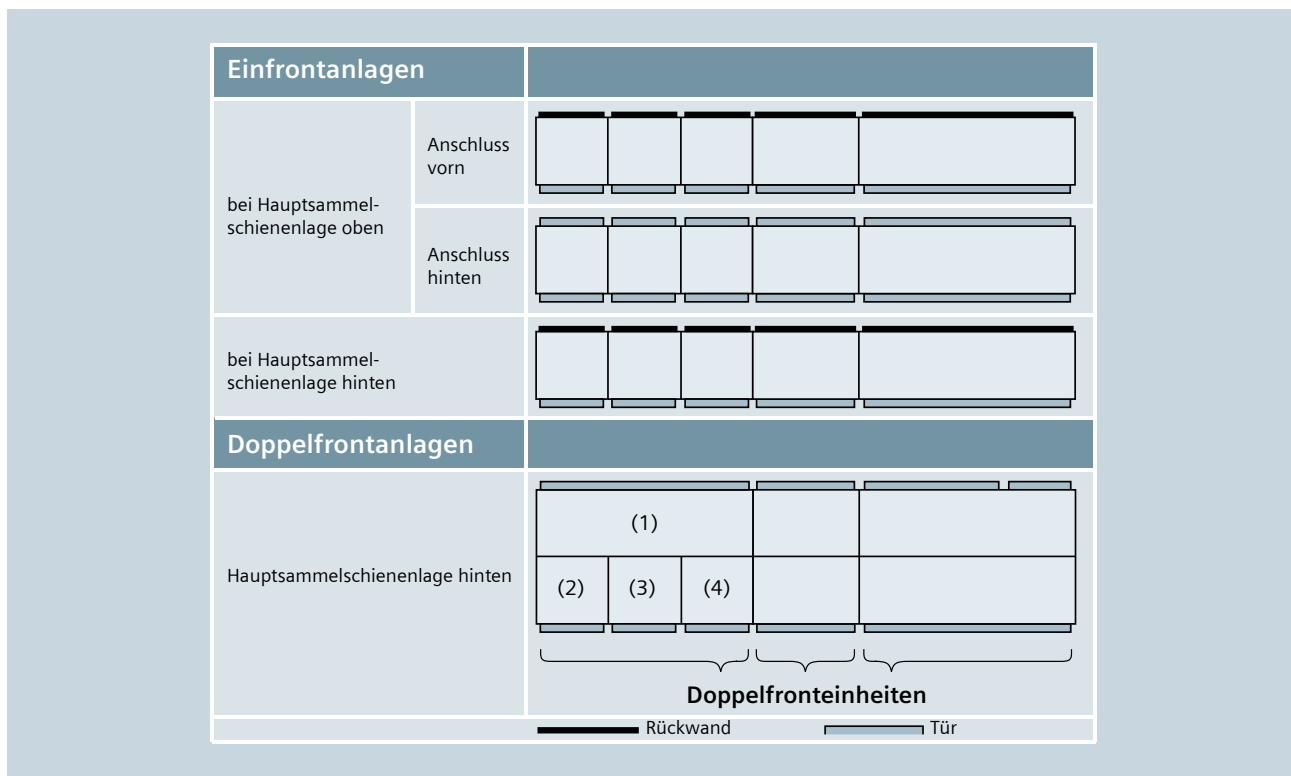 Einfrontanlagen
bei Hauptsammel-
schienenlage oben
Anschluss
vorn
Anschluss
hinten
bei Hauptsammel-
schienenlage hinten
Doppelfrontanlagen
Hauptsammelschienenlage hinten
(1)
(2) (3) (4)
Doppelfronteinheiten
Rückwand Tür